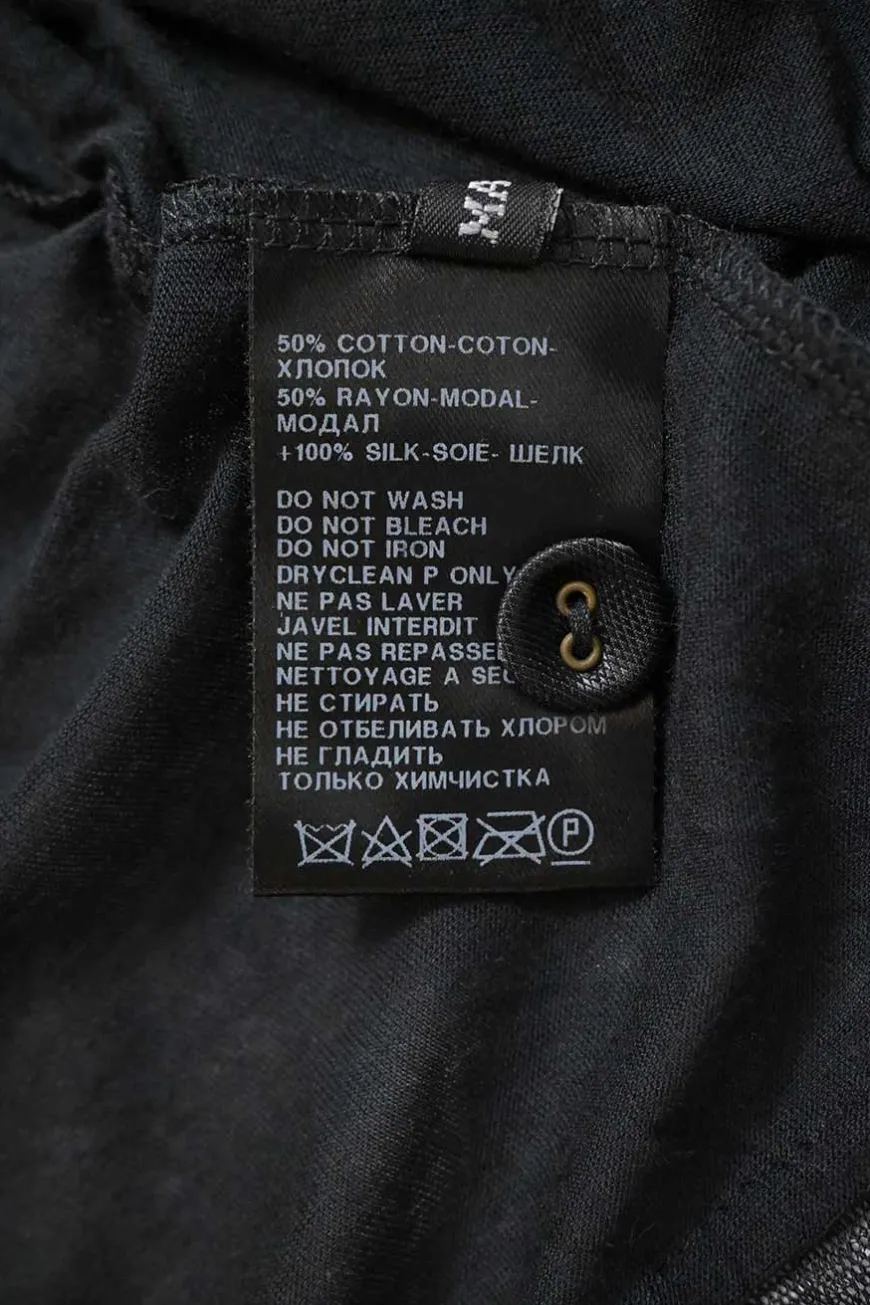 MA
50% COTTON-COTON-
ХЛОПОК
50% RAYON-MODAL-
МОДАЛ
+100% SILK-SOIE- ШЕЛК
DO NOT WASH
DO NOT BLEACH
DO NOT IRON
DRYCLEAN P ONLY
NE PAS LAVER
JAVEL INTERDIT
NE PAS
NETTOYAGE A
НЕ СТИРАТЬ
НЕ ОТБЕЛИВАТЬ ХЛОРОМ
НЕ ГЛАДИТЬ
ТОЛЬКО ХИМЧИСТКА
P